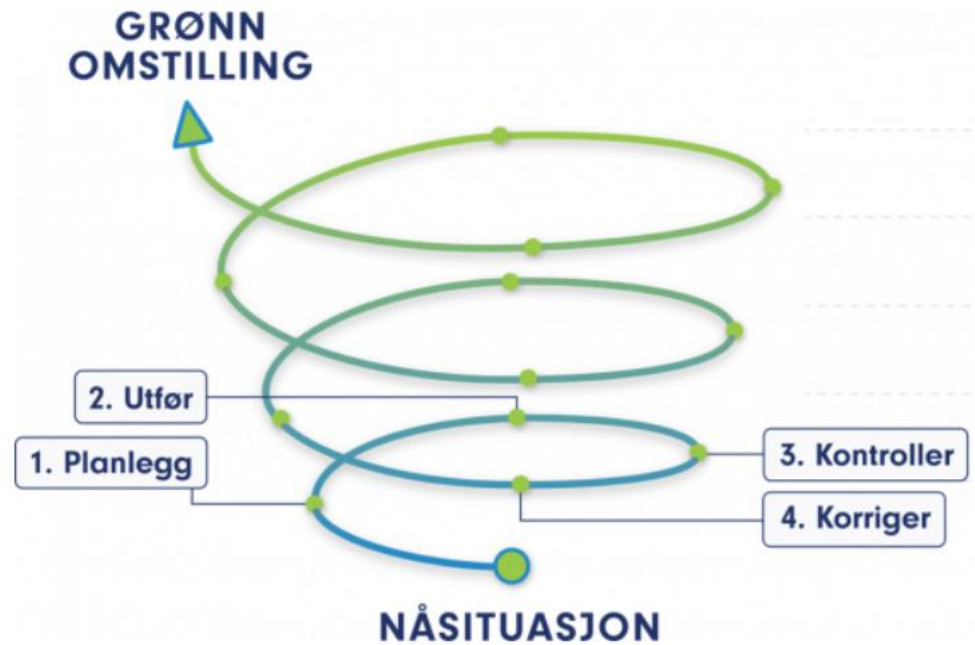 GRØNN
OMSTILLING
2. Utfør
1. Planlegg
3. Kontroller
4. Korriger
NÅSITUASJON